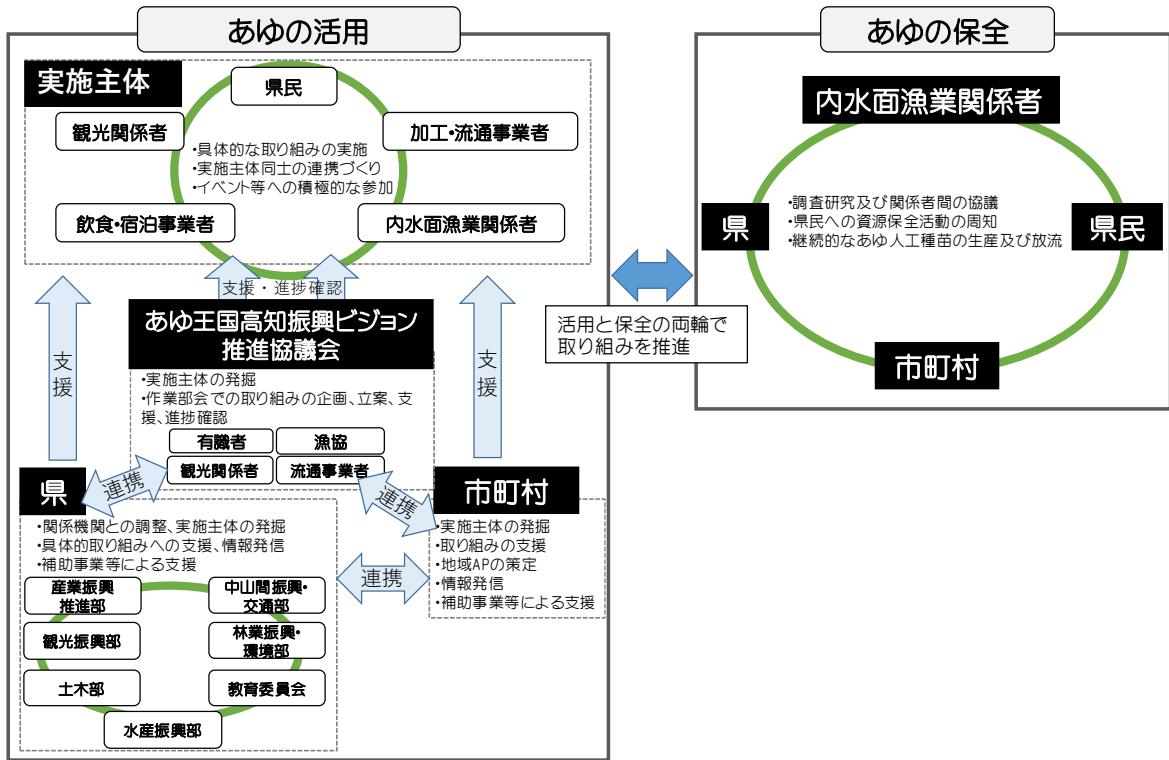 あゆの活用
実施主体
県民
観光関係者
加工・流通事業者
・具体的な取り組みの実施
・実施主体同士の連携づくり
・イベント等への積極的な参加
飲食・宿泊事業者
内水面漁業関係者
支援・進捗確認
あゆ王国高知振興ビジョン
推進協議会
・実施主体の発掘
・作業部会での取り組みの企画、立案、支
援、進捗確認
有識者
漁協
観光関係者
流通事業者
支援
支援
連携
連携
県
・関係機関との調整、実施主体の発掘
・具体的取り組みへの支援、情報発信
・補助事業等による支援
産業振興
推進部
中山間振興・
交通部
観光振興部
林業振興・
環境部
土木部
教育委員会
水産振興部
連携
市町村
・実施主体の発掘
・取り組みの支援
・地域APの策定
・情報発信
・補助事業等による支援
活用と保全の両輪で
取り組みを推進
あゆの保全
内水面漁業関係者
県
県民
・調査研究及び関係者間の協議
・県民への資源保全活動の周知
・継続的なあゆ人工種苗の生産及び放流
市町村